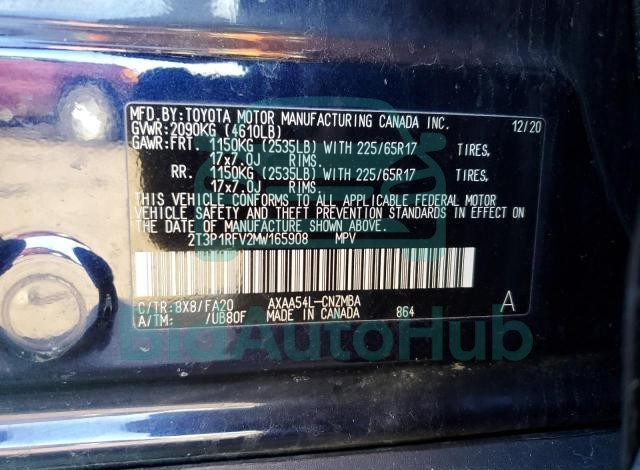 MFD.BY:TOYOTA MOTOR MANUFACTURING CANADA INC. 12/20
GVWR:2090KG (4610LB)
GAWR:FRT. 1150KG (2535LB) WITH 225/65R17 TIRES,
17x7.0J RIMS.
RR. 1150KG (2535LB) WITH 225/65R17 TIRES,
17x7.0J RIMS.
THIS VEHICLE CONFORMS TO ALL APPLICABLE FEDERAL MOTOR
VEHICLE SAFETY AND THEFT PREVENTION STANDARDS IN EFFECT ON
THE DATE OF MANUFACTURE SHOWN ABOVE.
2T3P1RFV2MW165908 MPV
C/TR:8X8/FA20 AXAA54L-CNZMBA A
A/TM: /UB80F MADE IN CANADA 864
BidAutoHub